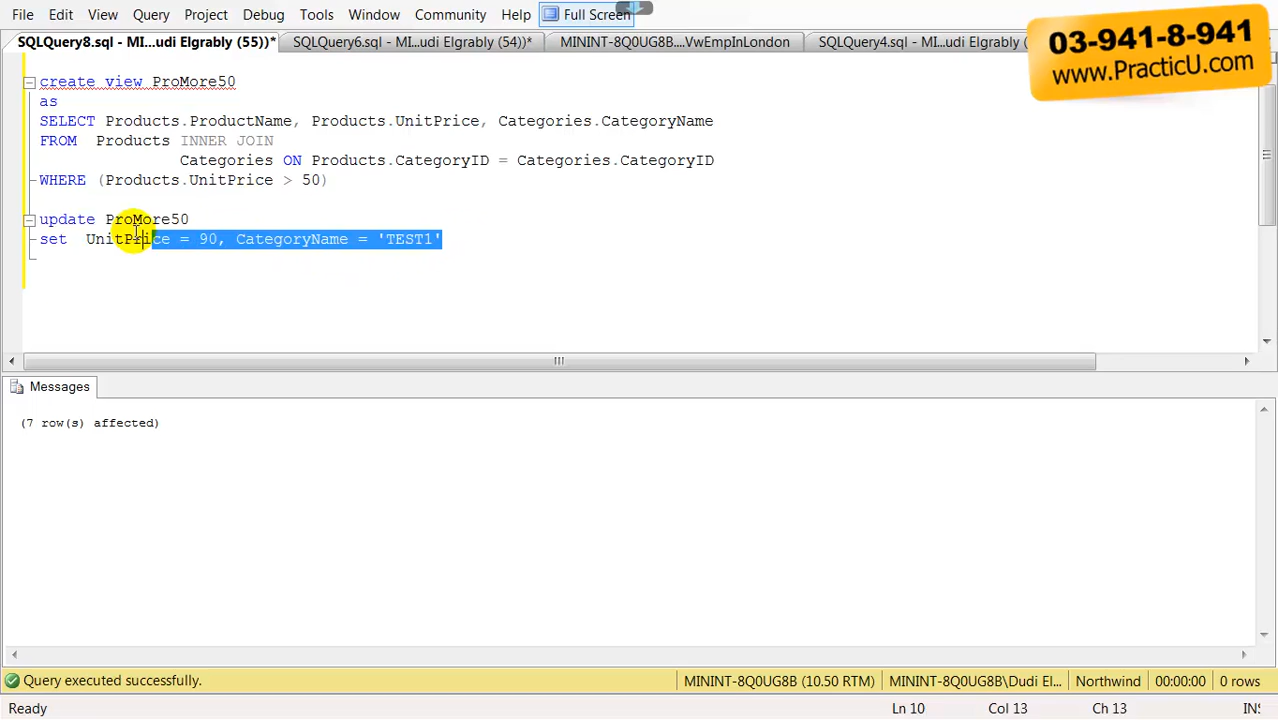 File Edit View Query Project Debug Tools Window Community Help Full Screen
SQLQuery8.sql - MI...udi Elgrably (55))* SQLQuery6.sql - MI...udi Elgrably (54))* MININT-8Q0UG8B....VwEmpInLondon SQLQuery4.sql - MI...udi Elgrably (
03-941-8-941
www.PracticU.com
create view ProMore50
as
SELECT Products.ProductName, Products.UnitPrice, Categories.CategoryName
FROM Products INNER JOIN
Categories ON Products.CategoryID = Categories.CategoryID
WHERE (Products.UnitPrice > 50)
update ProMore50
set UnitPrice = 90, CategoryName = 'TEST1'
Messages
(7 row(s) affected)
Query executed successfully. MININT-8Q0UG8B (10.50 RTM) MININT-8Q0UG8B\Dudi El... Northwind 00:00:00 0 rows
Ready Ln 10 Col 13 Ch 13 INS